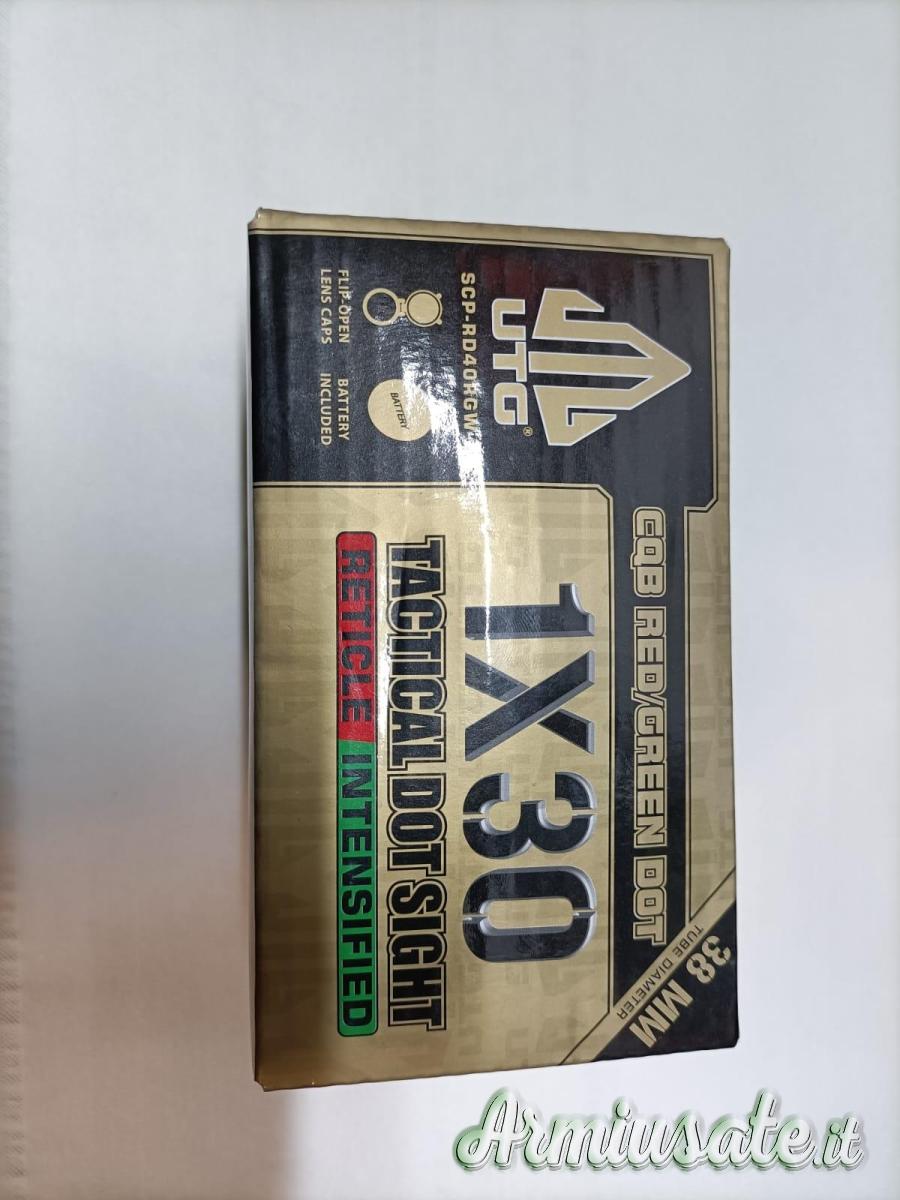 UTG®
SCP-RD40RGW
FLIP-OPEN
LENS CAPS
BATTERY
BATTERY
INCLUDED
CQB RED/GREEN DOT
38 MM
TUBE DIAMETER
1X30
TACTICAL DOT SIGHT
RETICLE INTENSIFIED
Armiusate.it